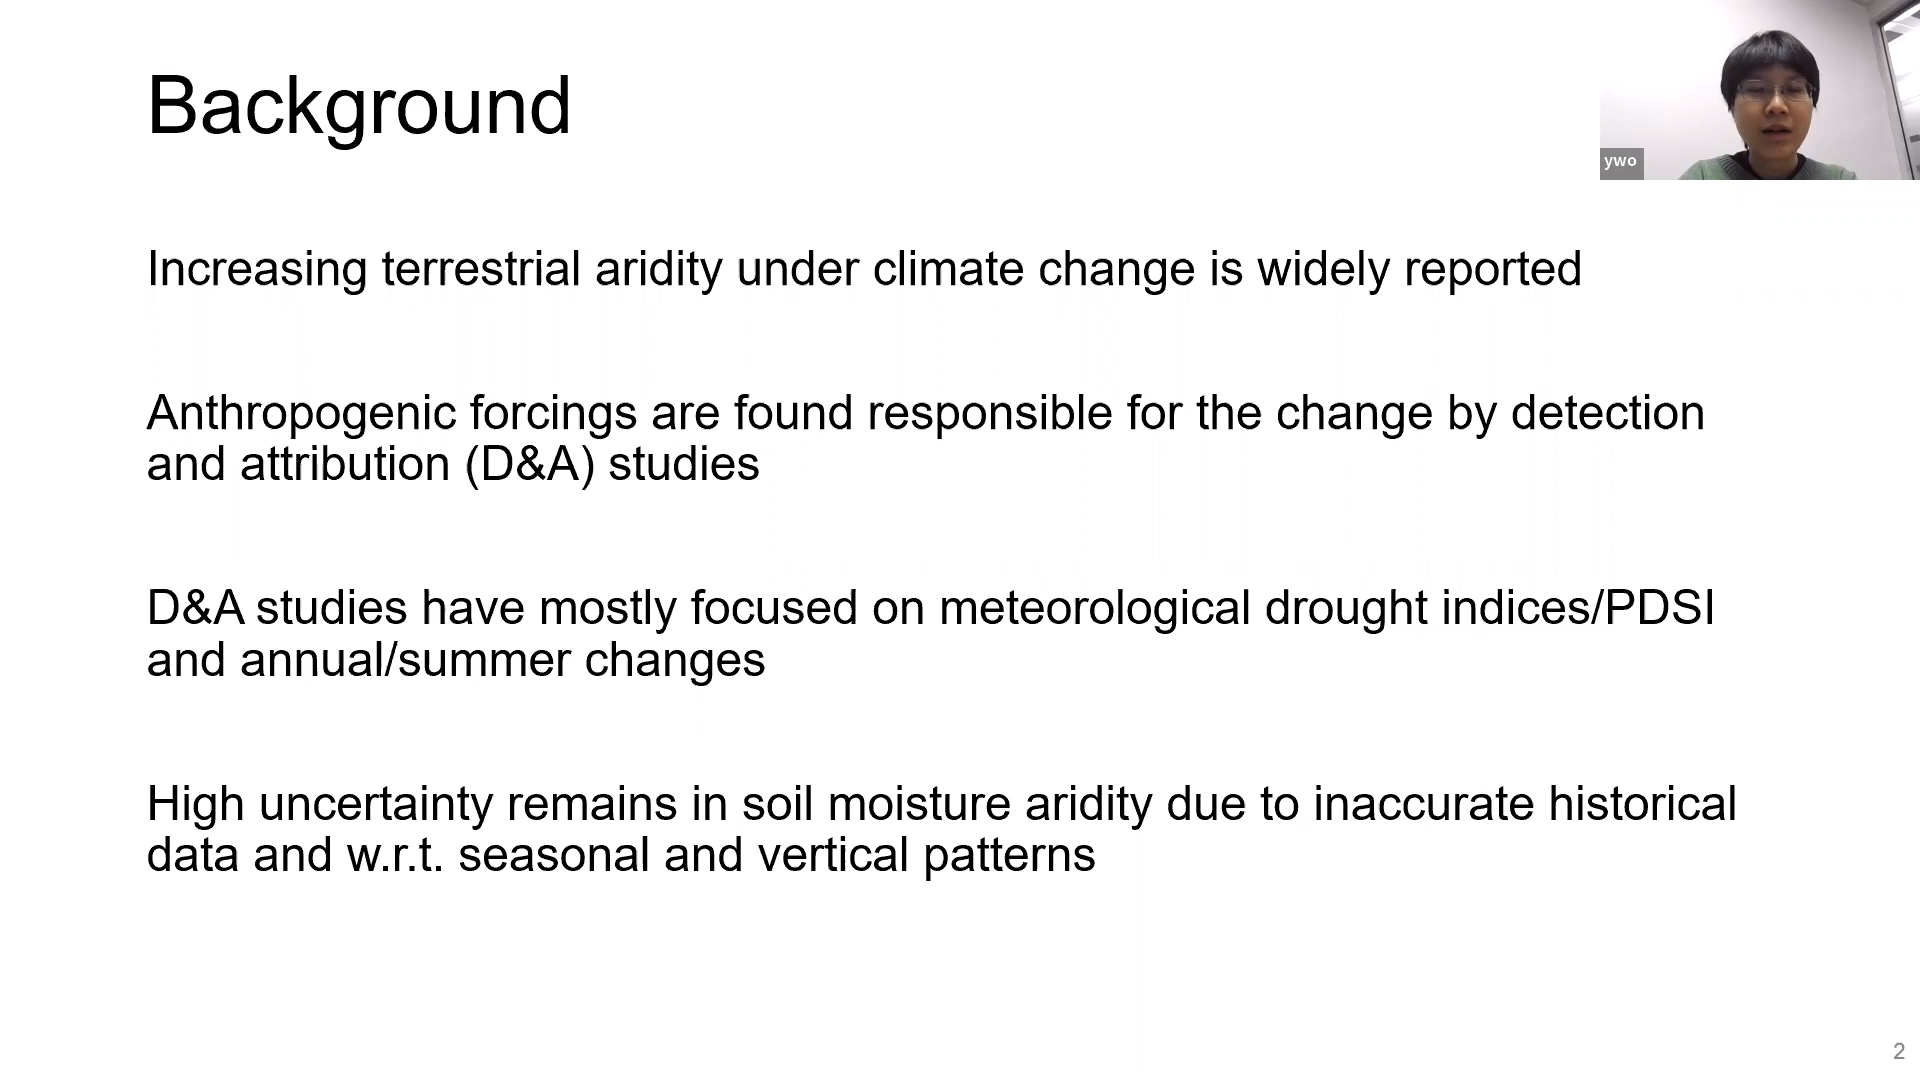 Background
ywo
Increasing terrestrial aridity under climate change is widely reported
Anthropogenic forcings are found responsible for the change by detection
and attribution (D&A) studies
D&A studies have mostly focused on meteorological drought indices/PDSI
and annual/summer changes
High uncertainty remains in soil moisture aridity due to inaccurate historical
data and w.r.t. seasonal and vertical patterns
2